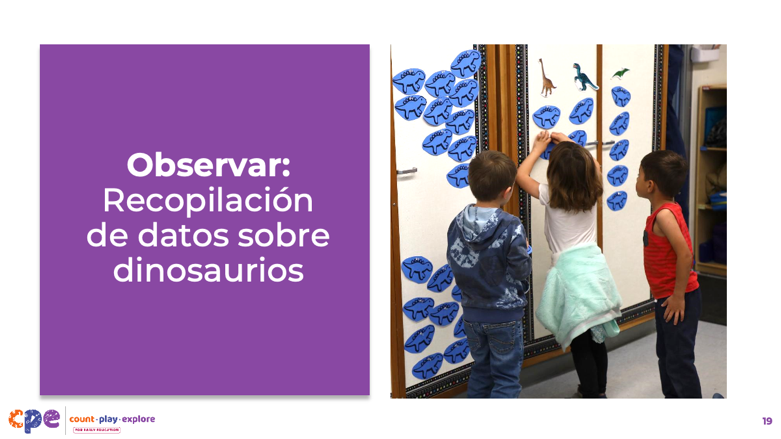 Observar:
Recopilación
de datos sobre
dinosaurios
cpe
count·play·explore
FOR EARLY EDUCATION
19